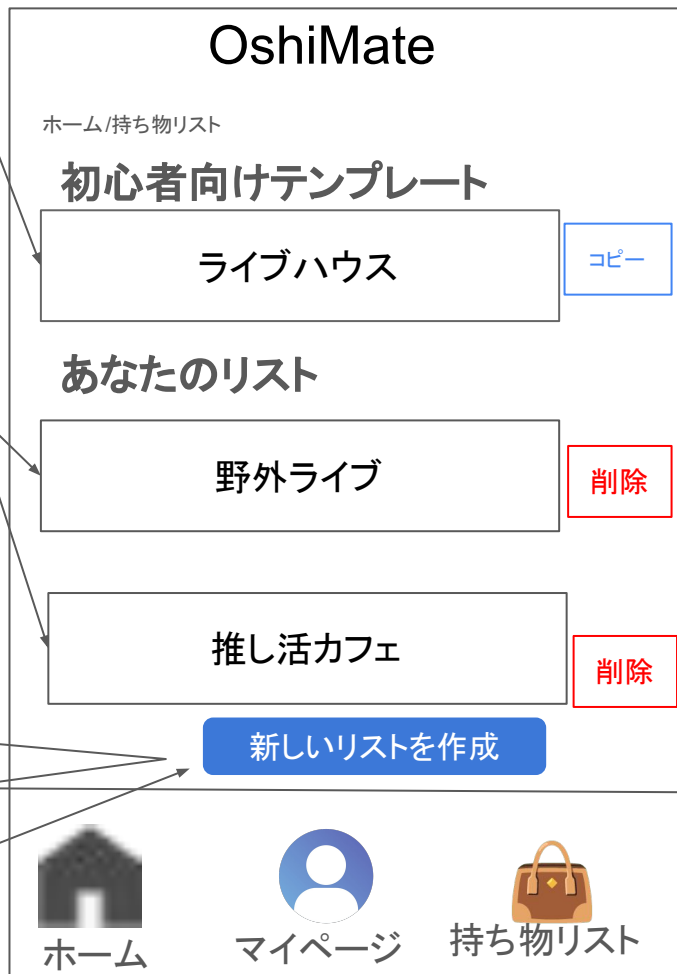 OshiMate
ホーム/持ち物リスト
初心者向けテンプレート
ライブハウス
コピー
あなたのリスト
野外ライブ
削除
推し活カフェ
削除
新しいリストを作成
ホーム
マイページ
持ち物リスト